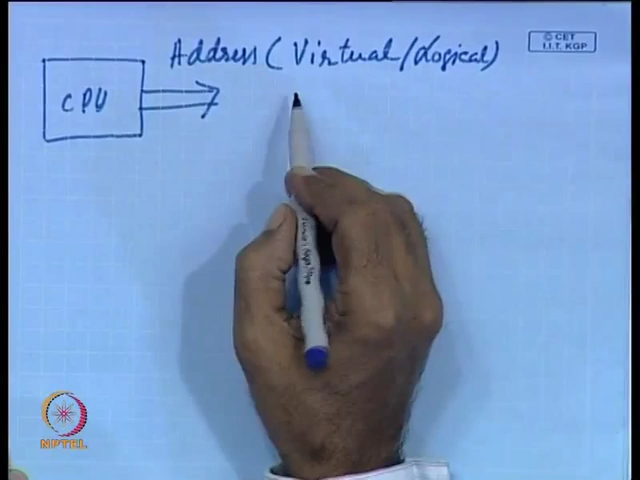 Address (Virtual/Logical)
© CET
I.I.T. KGP
CPU
NPTEL